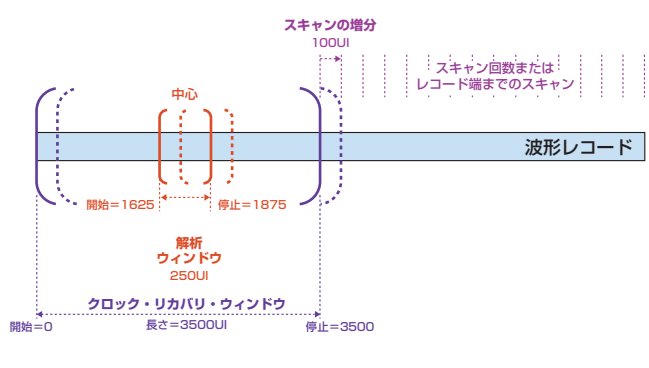 スキャンの増分
100UI
スキャン回数または
レコード端までのスキャン
中心
波形レコード
開始=1625
停止=1875
解析
ウィンドウ
250UI
クロック・リカバリ・ウィンドウ
開始=0
長さ=3500UI
停止=3500